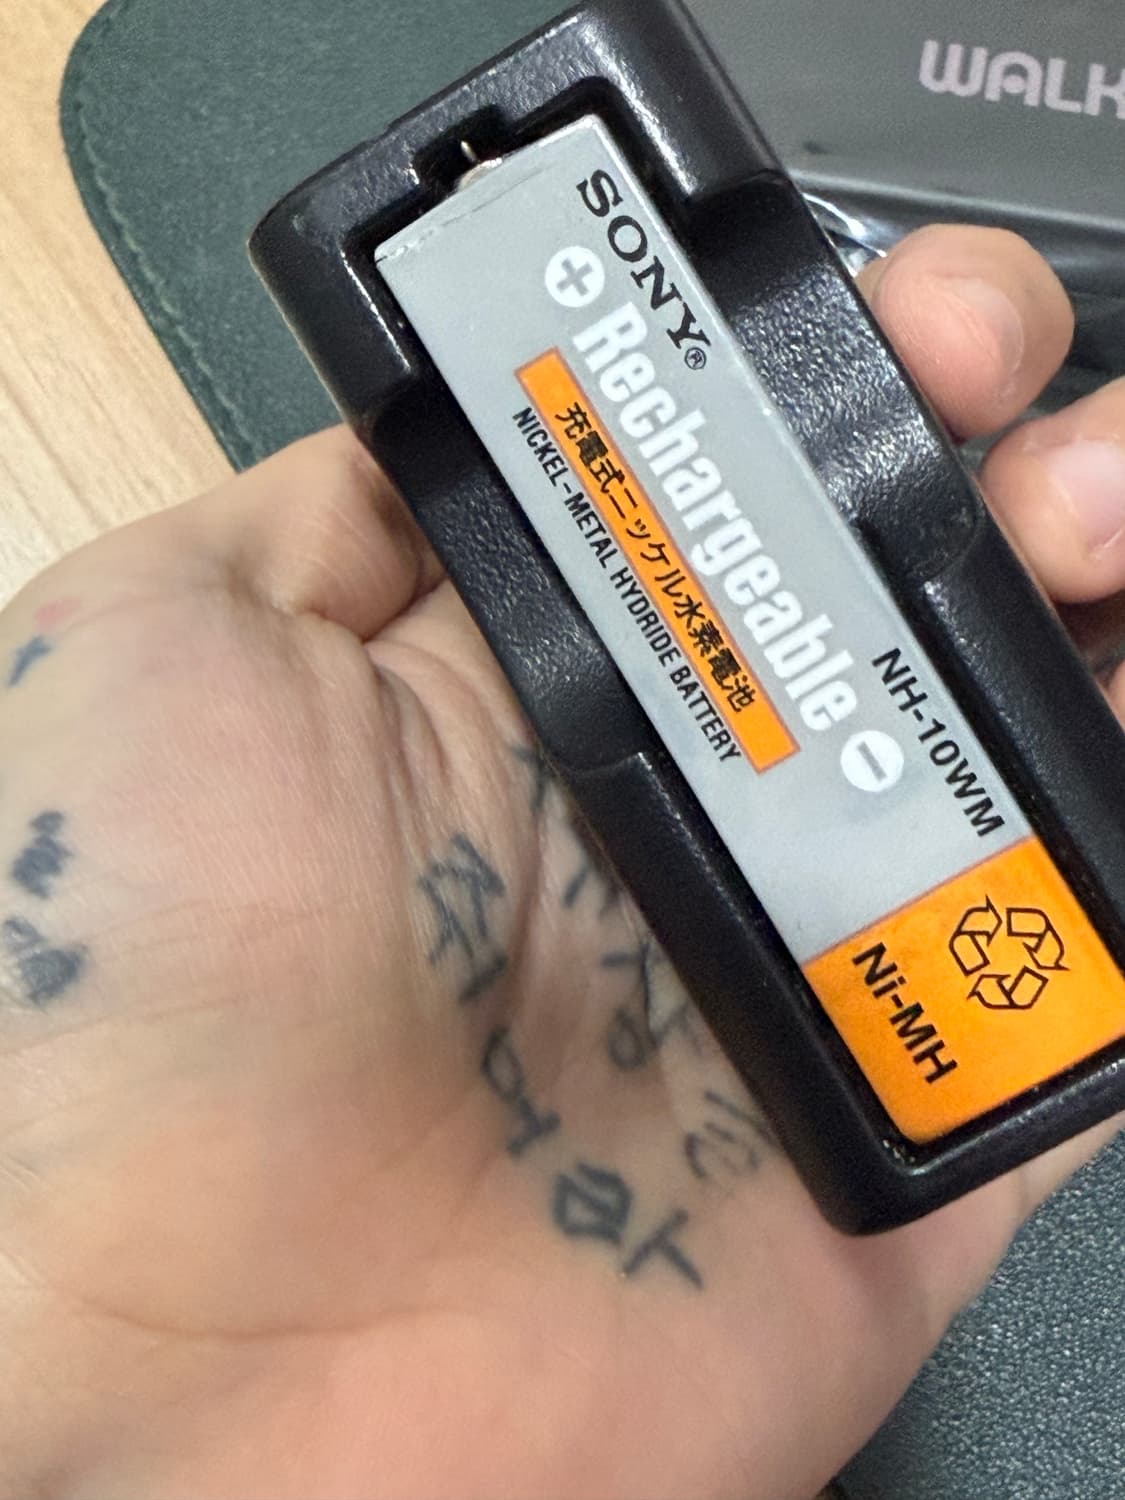 WALK
SONY®
⊕ Rechargeable ⊖
充電式ニッケル水素電池
NICKEL-METAL HYDRIDE BATTERY
NH-10WM
Ni-MH